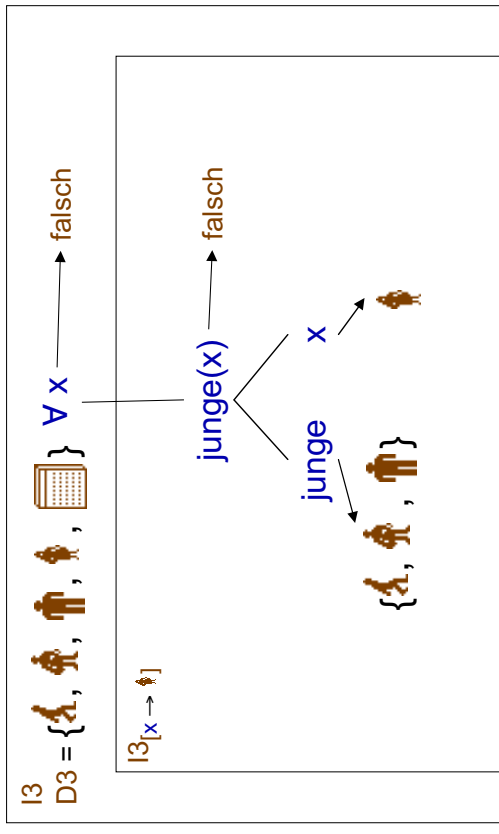 I3
D3 = { , , , , } ∀ x → falsch
I3[x → ]
junge(x) → falsch
junge x
{ , , }